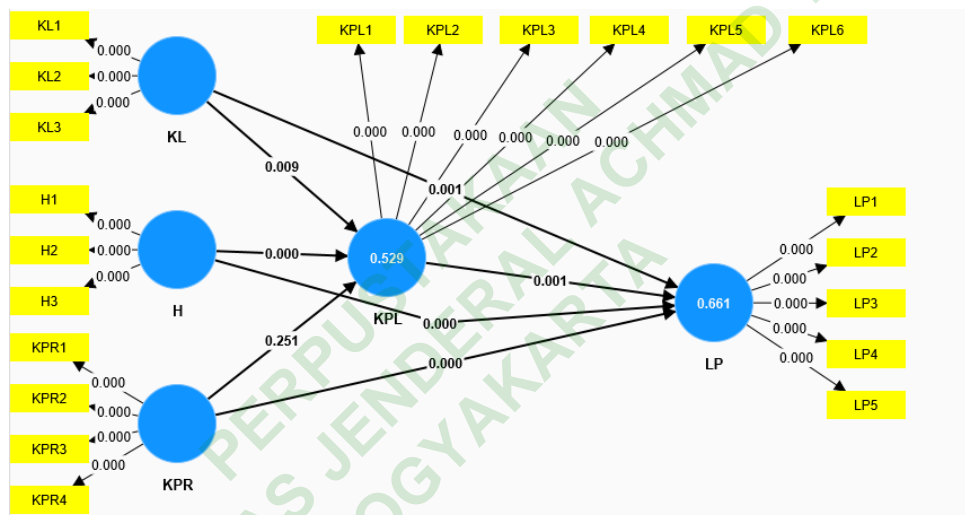 KL1
KL2
KL3
0.000
0.000
0.000
KL
KPL1
KPL2
KPL3
KPL4
KPL5
KPL6
0.000
0.000
0.000
0.000
0.000
0.000
0.009
0.001
H1
H2
H3
0.000
0.000
0.000
H
0.000
0.529
KPL
0.001
0.000
0.251
0.000
KPR1
KPR2
KPR3
KPR4
0.000
0.000
0.000
0.000
KPR
0.661
LP
0.000
0.000
0.000
0.000
0.000
LP1
LP2
LP3
LP4
LP5
PERPUSTAKAAN
AS JENDERAL ACHMAD
OGYAKARTA